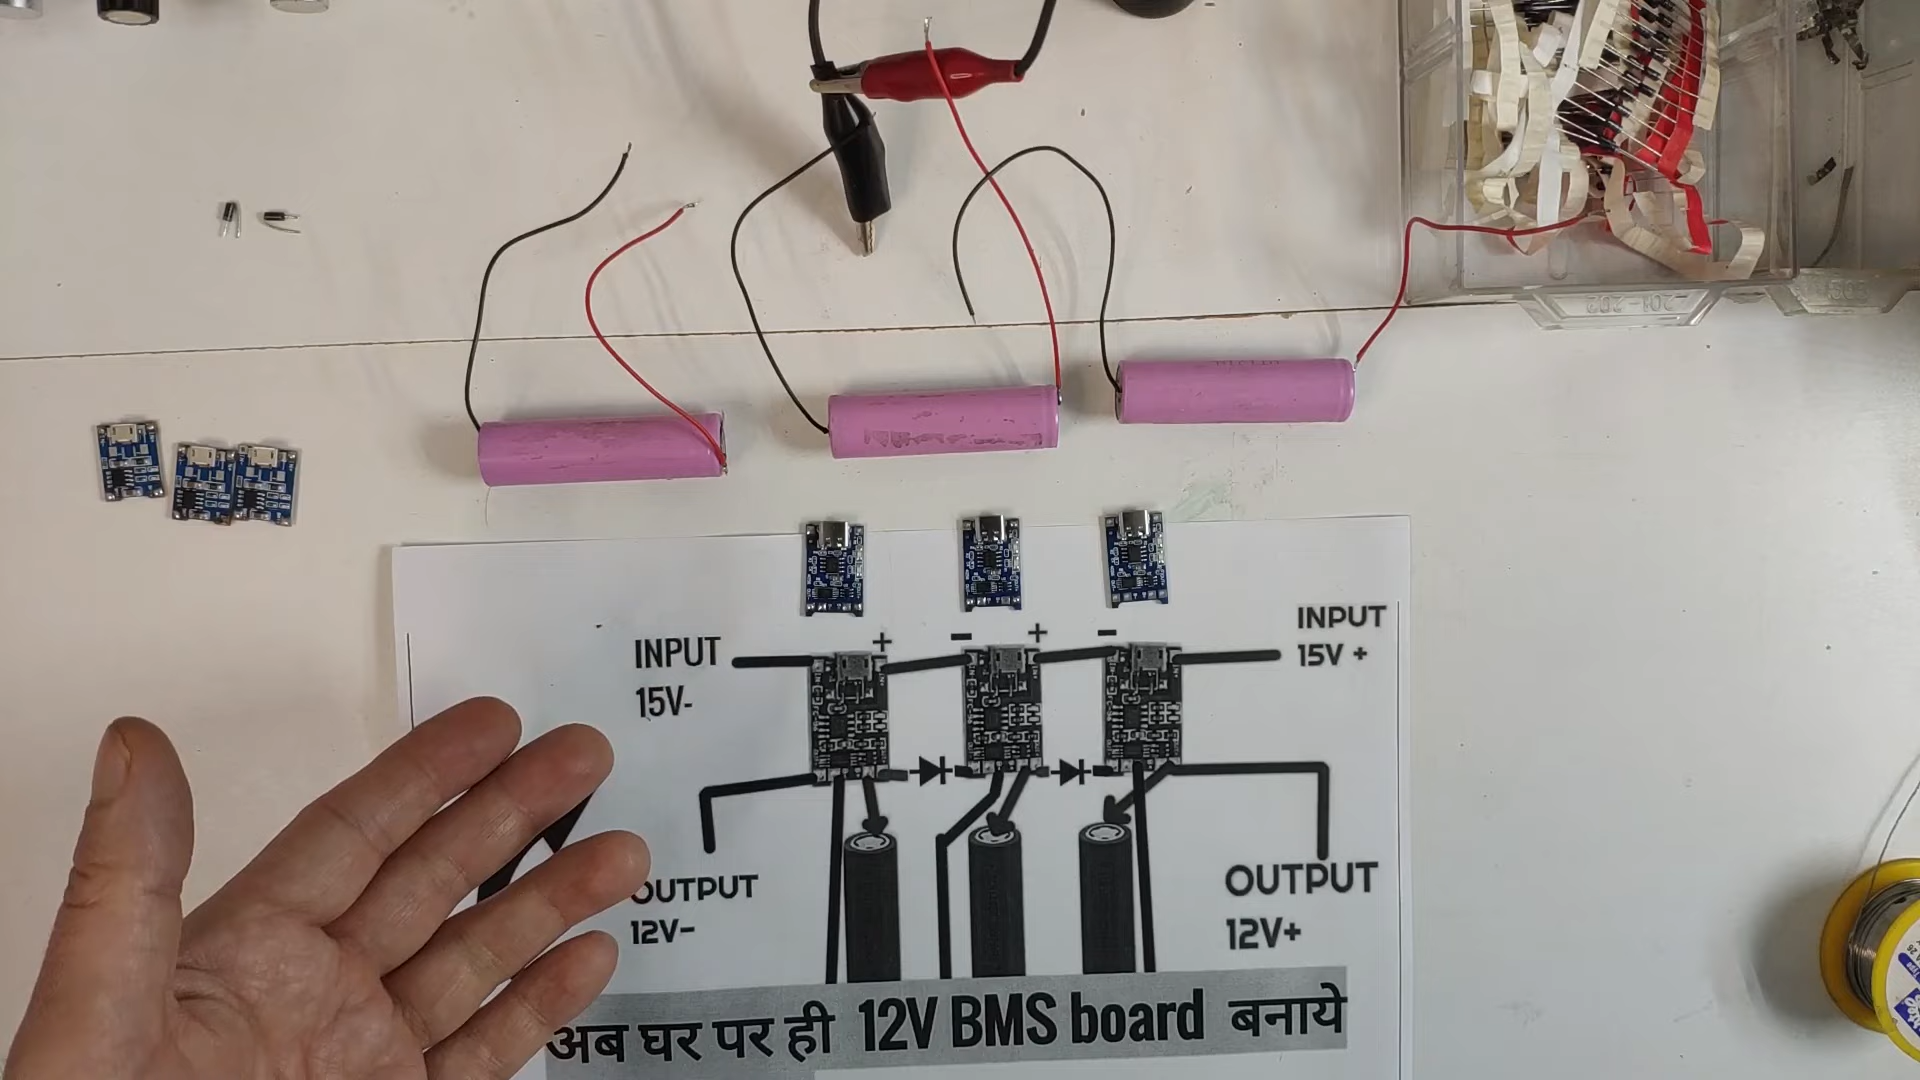 INPUT
15V-
+
−
+
−
INPUT
15V +
OUTPUT
12V-
OUTPUT
12V+
अब घर पर ही 12V BMS board बनाये